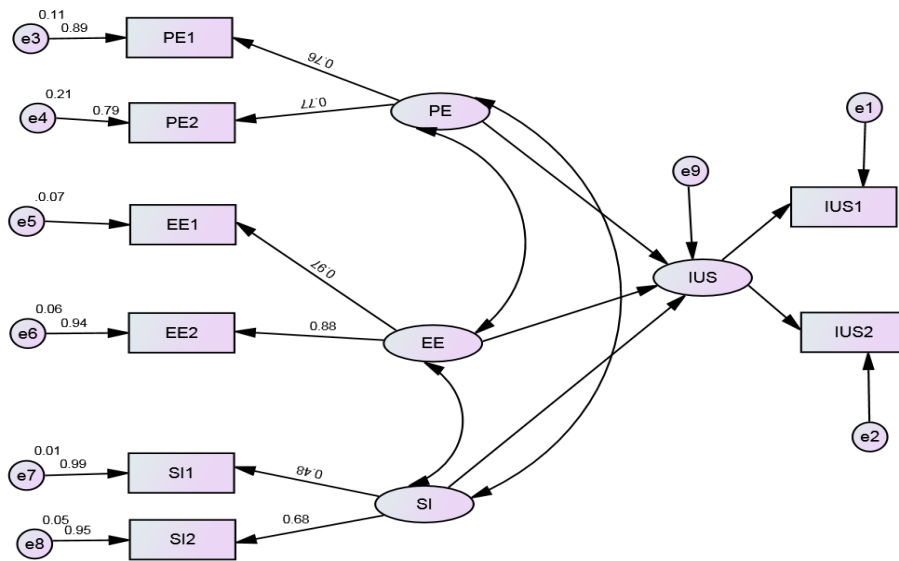 0.11
e3
0.89
PE1
0.76
0.21
e4
0.79
PE2
0.77
PE
e1
e9
IUS1
.0.07
e5
EE1
0.97
IUS
0.06
e6
0.94
EE2
0.88
EE
IUS2
e2
0.01
e7
0.99
SI1
0.48
SI
0.05
e8
0.95
SI2
0.68